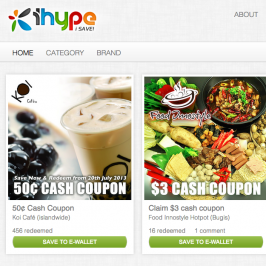 Kihype
I SAVE!
ABOUT
HOME CATEGORY BRAND
Koi
Café
Save Now & Redeem from 20th July 2013
50¢ CASH COUPON
Food Innostyle
$3 CASH COUPON
50¢ Cash Coupon
Koi Café (Islandwide)
456 redeemed
SAVE TO E-WALLET
Claim $3 cash coupon
Food Innostyle Hotpot (Bugis)
16 redeemed 1 comment
SAVE TO E-WALLET